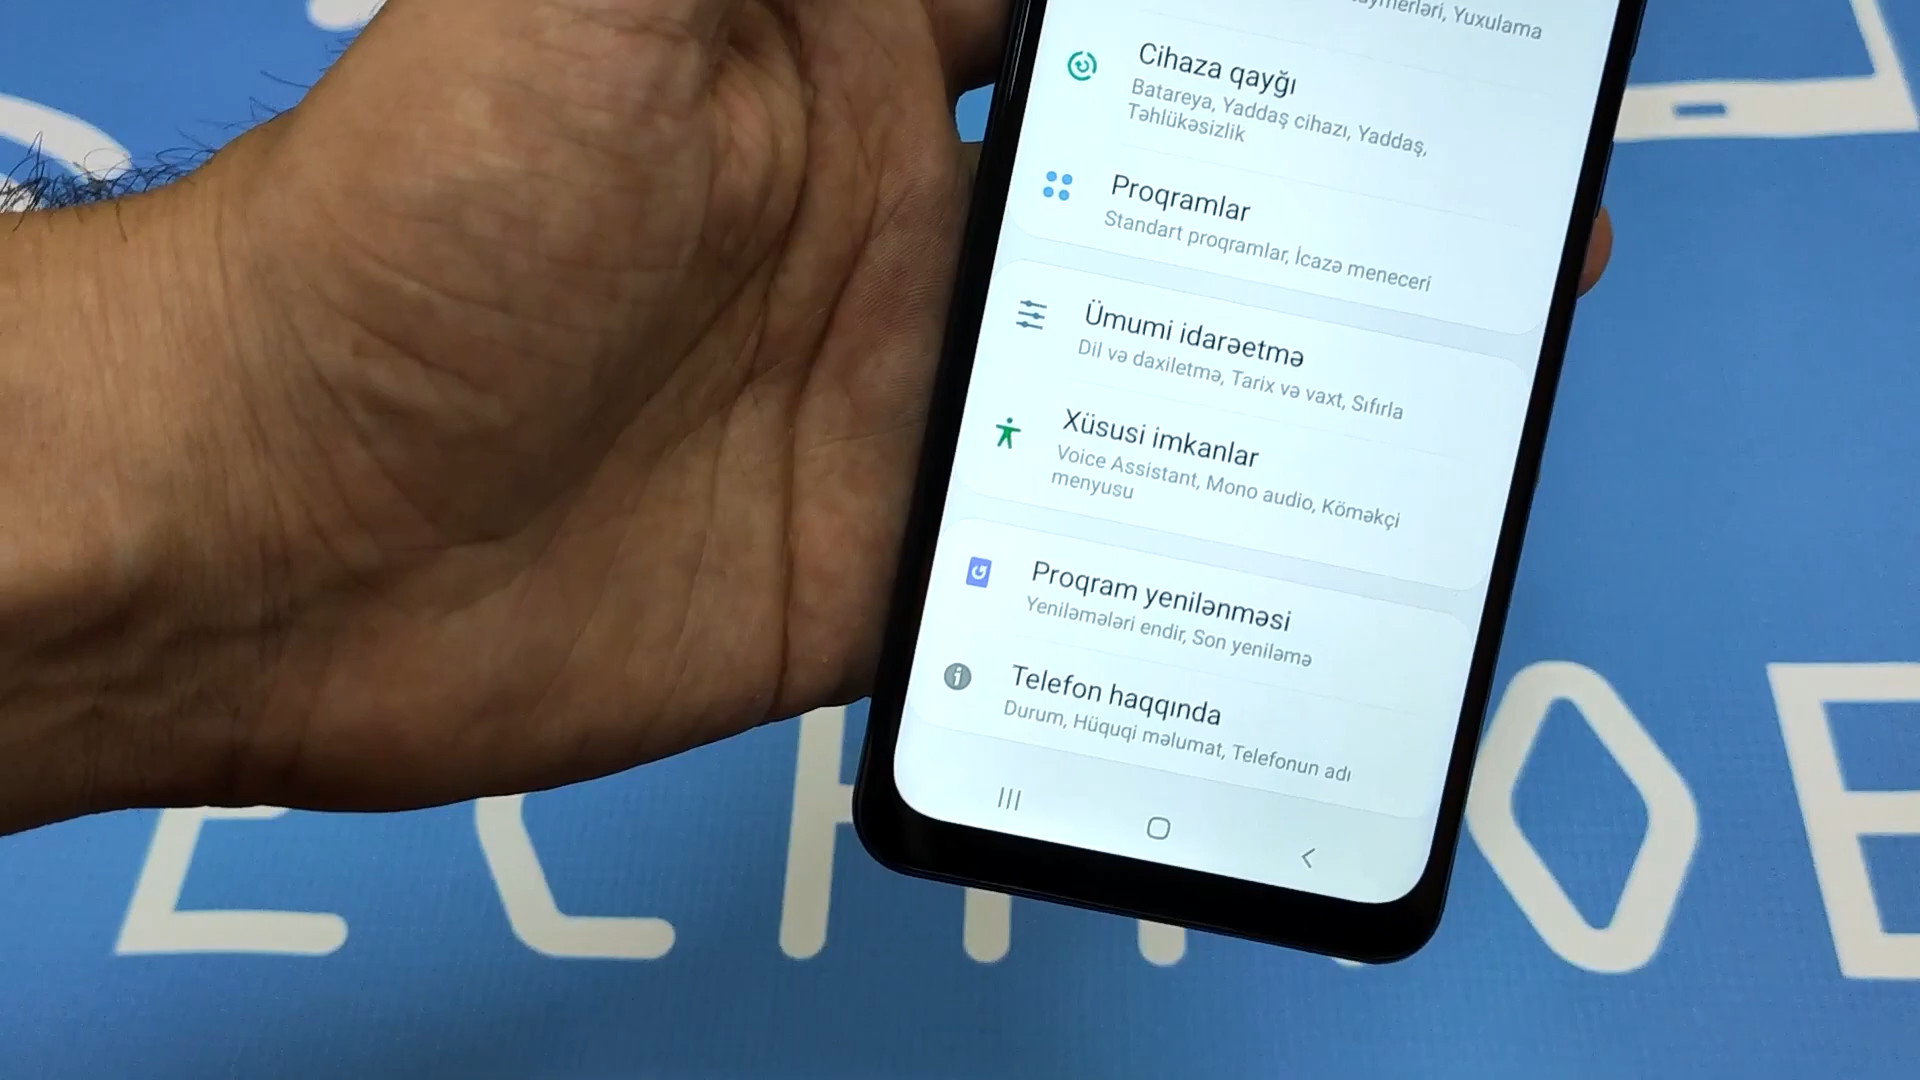 Yuxulama
Cihaza qayğı
Batareya, Yaddaş cihazı, Yaddaş,
Təhlükəsizlik
Proqramlar
Standart proqramlar, İcazə meneceri
Ümumi idarəetmə
Dil və daxiletmə, Tarix və vaxt, Sıfırla
Xüsusi imkanlar
Voice Assistant, Mono audio, Köməkçi
menyusu
Proqram yenilənməsi
Yeniləmələri endir, Son yeniləmə
Telefon haqqında
Durum, Hüquqi məlumat, Telefonun adı